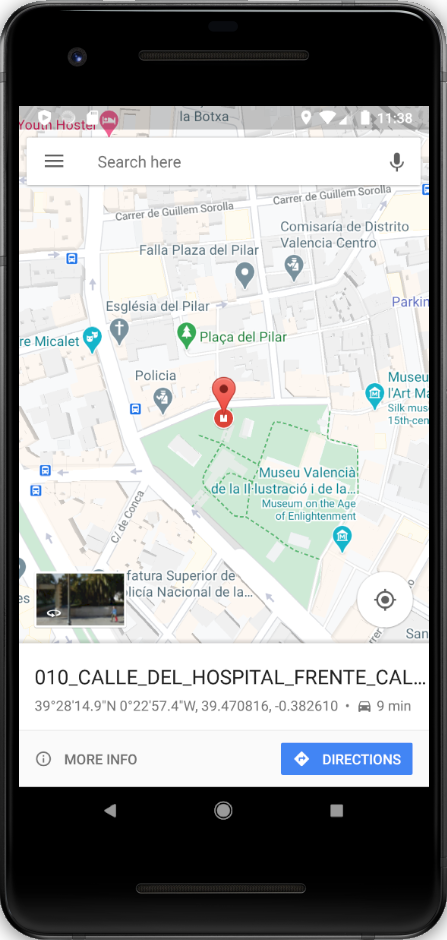 la Botxa
Youth Hostel
11:38
Search here
Carrer de Guillem Sorolla
Carrer de Guillem Sorolla
Comisaría de Distrito
Valencia Centro
Falla Plaza del Pilar
Parkin
Església del Pilar
re Micalet
Plaça del Pilar
Policia
Museu
l'Art M
Silk mus
15th-cen
M
Museu Valencià
de la Il·lustració i de la...
Museum on the Age
of Enlightenment
C/ de Conca
fatura Superior de
olicía Nacional de la...
es
San
010_CALLE_DEL_HOSPITAL_FRENTE_CAL...
39°28'14.9"N 0°22'57.4"W, 39.470816, -0.382610 • 9 min
MORE INFO
DIRECTIONS